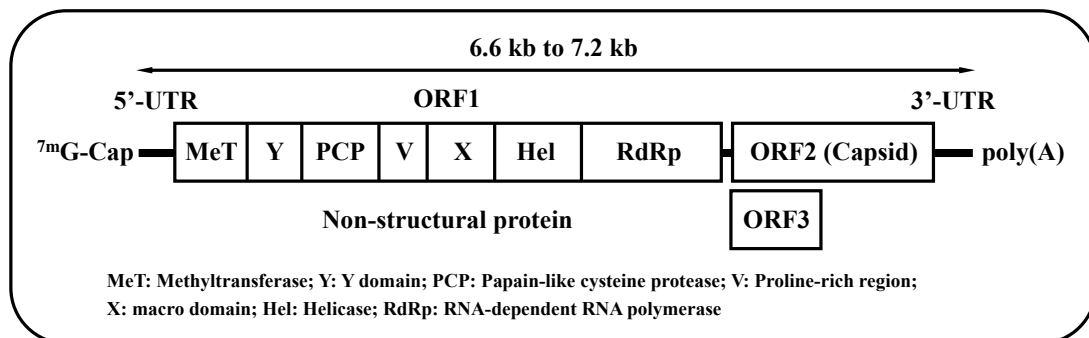 6.6 kb to 7.2 kb
5’-UTR ORF1 3’-UTR
7mG-Cap MeT Y PCP V X Hel RdRp ORF2 (Capsid) poly(A)
Non-structural protein ORF3
MeT: Methyltransferase; Y: Y domain; PCP: Papain-like cysteine protease; V: Proline-rich region;
X: macro domain; Hel: Helicase; RdRp: RNA-dependent RNA polymerase